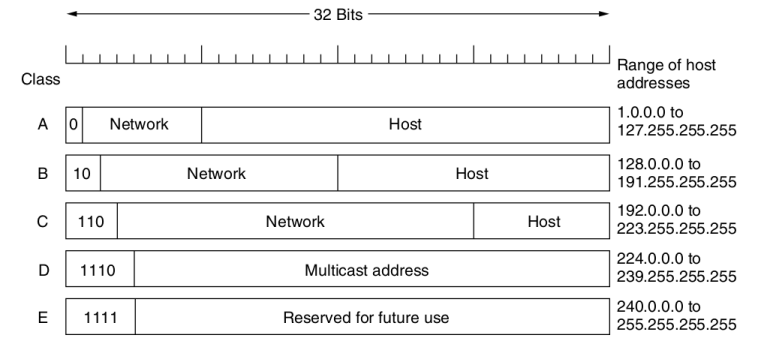 32 Bits
Class
Range of host
addresses
A
0
Network
Host
1.0.0.0 to
127.255.255.255
B
10
Network
Host
128.0.0.0 to
191.255.255.255
C
110
Network
Host
192.0.0.0 to
223.255.255.255
D
1110
Multicast address
224.0.0.0 to
239.255.255.255
E
1111
Reserved for future use
240.0.0.0 to
255.255.255.255